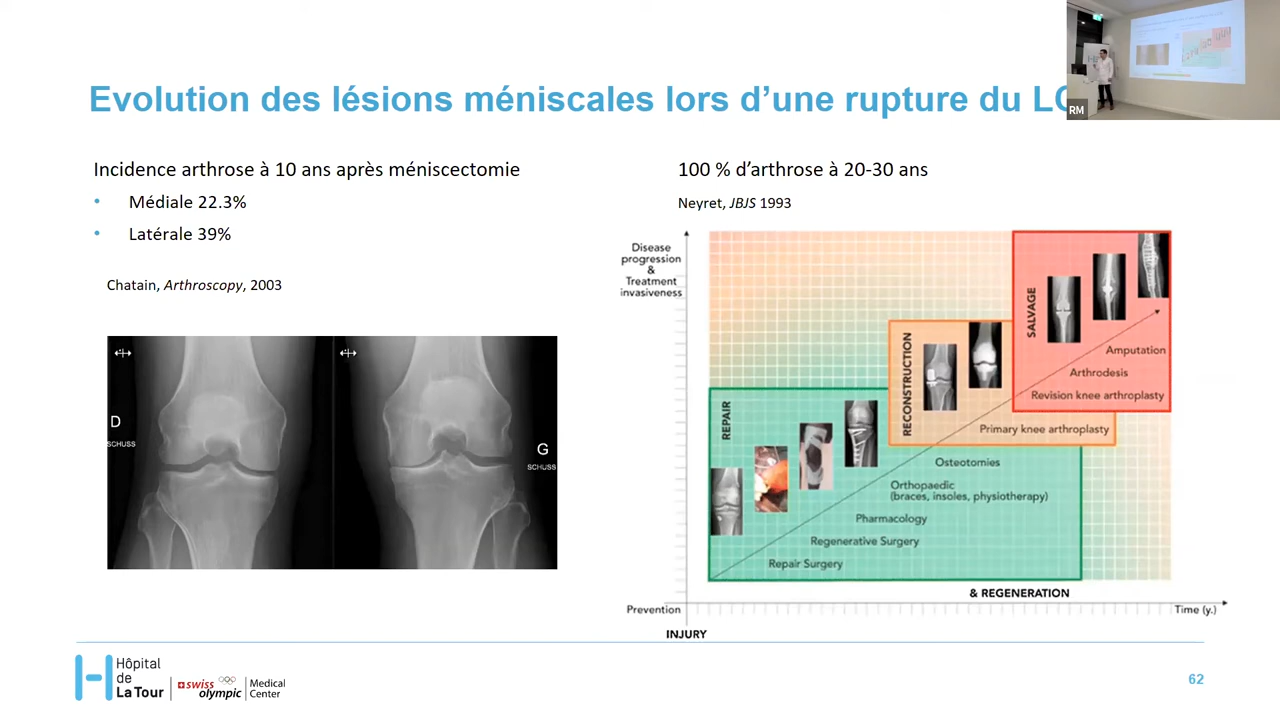 Evolution des lésions méniscales lors d'une rupture du
RM
Incidence arthrose à 10 ans après méniscectomie
• Médiale 22.3%
• Latérale 39%
Chatain, Arthroscopy, 2003
D
SCHUSS
G
SCHUSS
100 % d'arthrose à 20-30 ans
Neyret, JBJS 1993
Disease
progression
&
Treatment
invasiveness
SALVAGE
Amputation
Arthrodesis
Revision knee arthroplasty
RECONSTRUCTION
Primary knee arthroplasty
REPAIR
Osteotomies
Orthopaedic
(braces, insoles, physiotherapy)
Pharmacology
Regenerative Surgery
Repair Surgery
& REGENERATION
Prevention
Time (y.)
INJURY
Hôpital
de
La Tour
swiss
olympic
Medical
Center
62